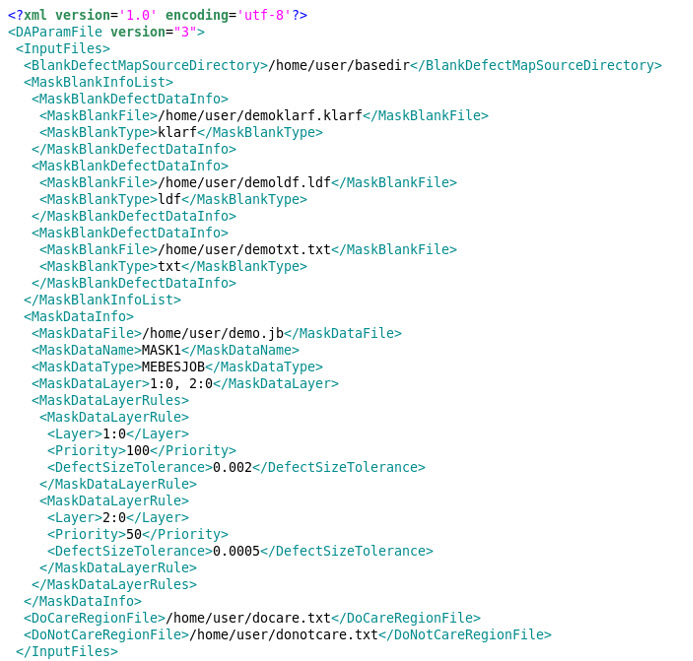 <?xml version='1.0' encoding='utf-8'?>
<DAParamFile version="3">
 <InputFiles>
  <BlankDefectMapSourceDirectory>/home/user/basedir</BlankDefectMapSourceDirectory>
  <MaskBlankInfoList>
   <MaskBlankDefectDataInfo>
    <MaskBlankFile>/home/user/demoklarf.klarf</MaskBlankFile>
    <MaskBlankType>klarf</MaskBlankType>
   </MaskBlankDefectDataInfo>
   <MaskBlankDefectDataInfo>
    <MaskBlankFile>/home/user/demoldf.ldf</MaskBlankFile>
    <MaskBlankType>ldf</MaskBlankType>
   </MaskBlankDefectDataInfo>
   <MaskBlankDefectDataInfo>
    <MaskBlankFile>/home/user/demotxt.txt</MaskBlankFile>
    <MaskBlankType>txt</MaskBlankType>
   </MaskBlankDefectDataInfo>
  </MaskBlankInfoList>
  <MaskDataInfo>
   <MaskDataFile>/home/user/demo.jb</MaskDataFile>
   <MaskDataName>MASK1</MaskDataName>
   <MaskDataType>MEBESJOB</MaskDataType>
   <MaskDataLayer>1:0, 2:0</MaskDataLayer>
   <MaskDataLayerRules>
    <MaskDataLayerRule>
     <Layer>1:0</Layer>
     <Priority>100</Priority>
     <DefectSizeTolerance>0.002</DefectSizeTolerance>
    </MaskDataLayerRule>
    <MaskDataLayerRule>
     <Layer>2:0</Layer>
     <Priority>50</Priority>
     <DefectSizeTolerance>0.0005</DefectSizeTolerance>
    </MaskDataLayerRule>
   </MaskDataLayerRules>
  </MaskDataInfo>
  <DoCareRegionFile>/home/user/docare.txt</DoCareRegionFile>
  <DoNotCareRegionFile>/home/user/donotcare.txt</DoNotCareRegionFile>
 </InputFiles>